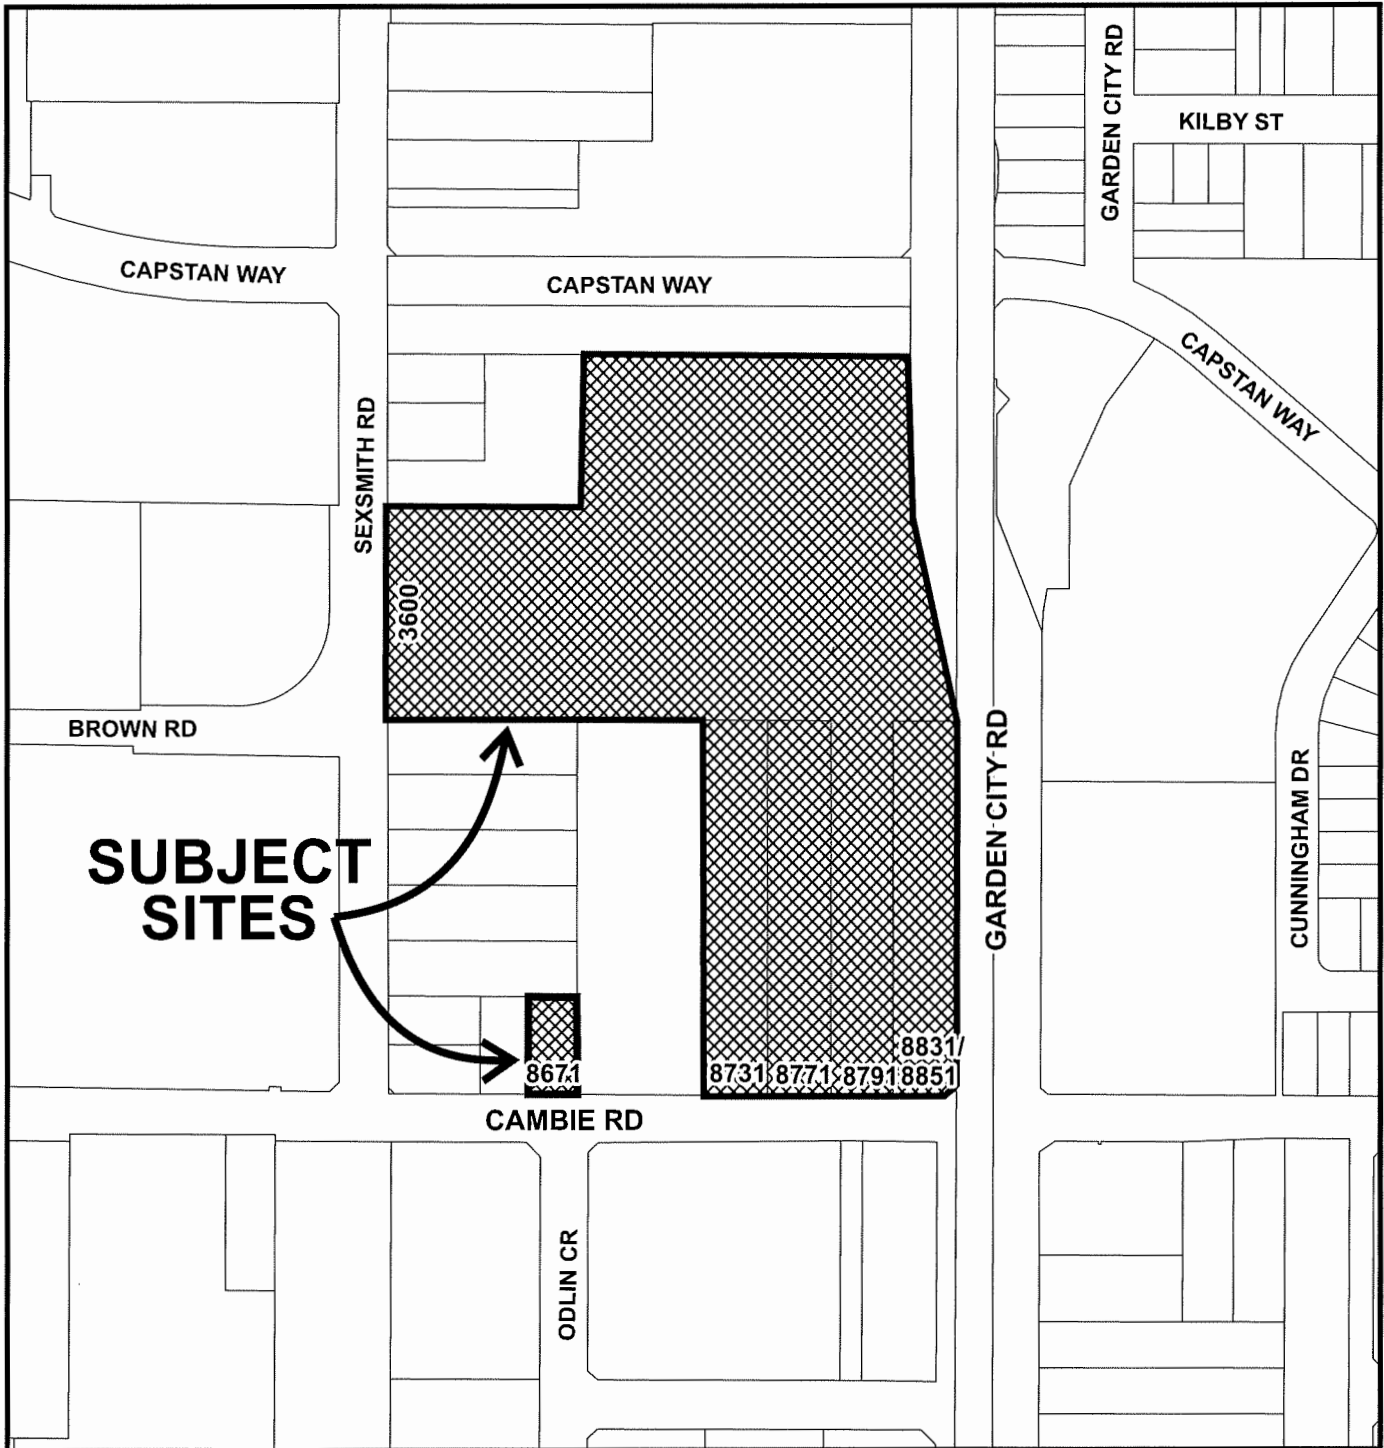 GARDEN CITY RD
KILBY ST
CAPSTAN WAY
CAPSTAN WAY
CAPSTAN WAY
SEXSMITH RD
3600
BROWN RD
GARDEN CITY RD
CUNNINGHAM DR
SUBJECT
SITES
8671
8731
8771
8791
8831/
8851
CAMBIE RD
ODLIN CR